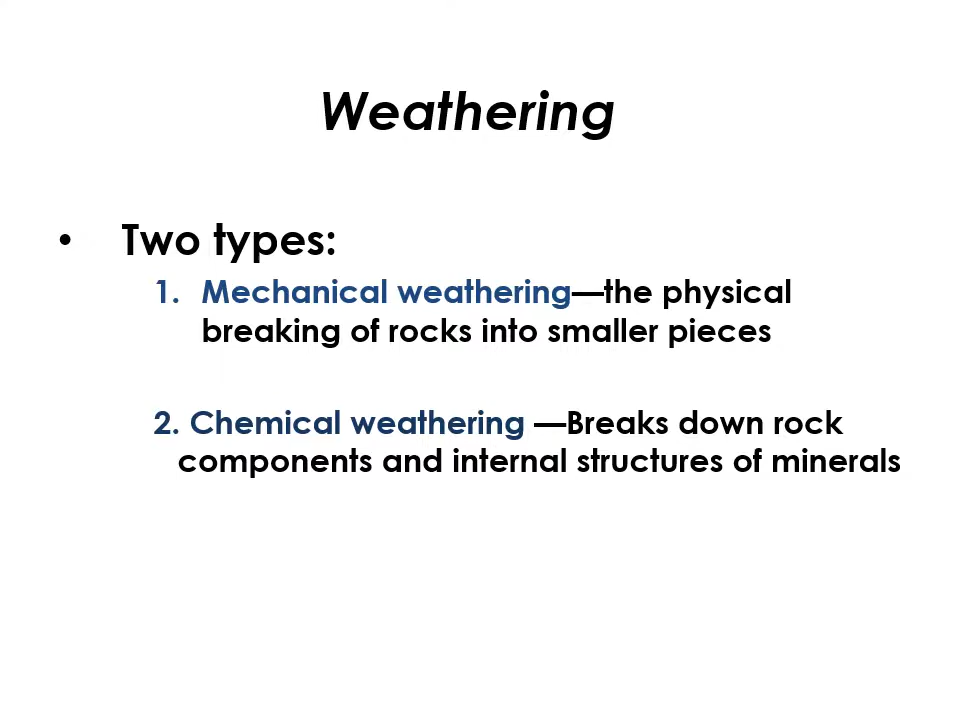 Weathering
• Two types:
1. Mechanical weathering—the physical
breaking of rocks into smaller pieces
2. Chemical weathering —Breaks down rock
components and internal structures of minerals